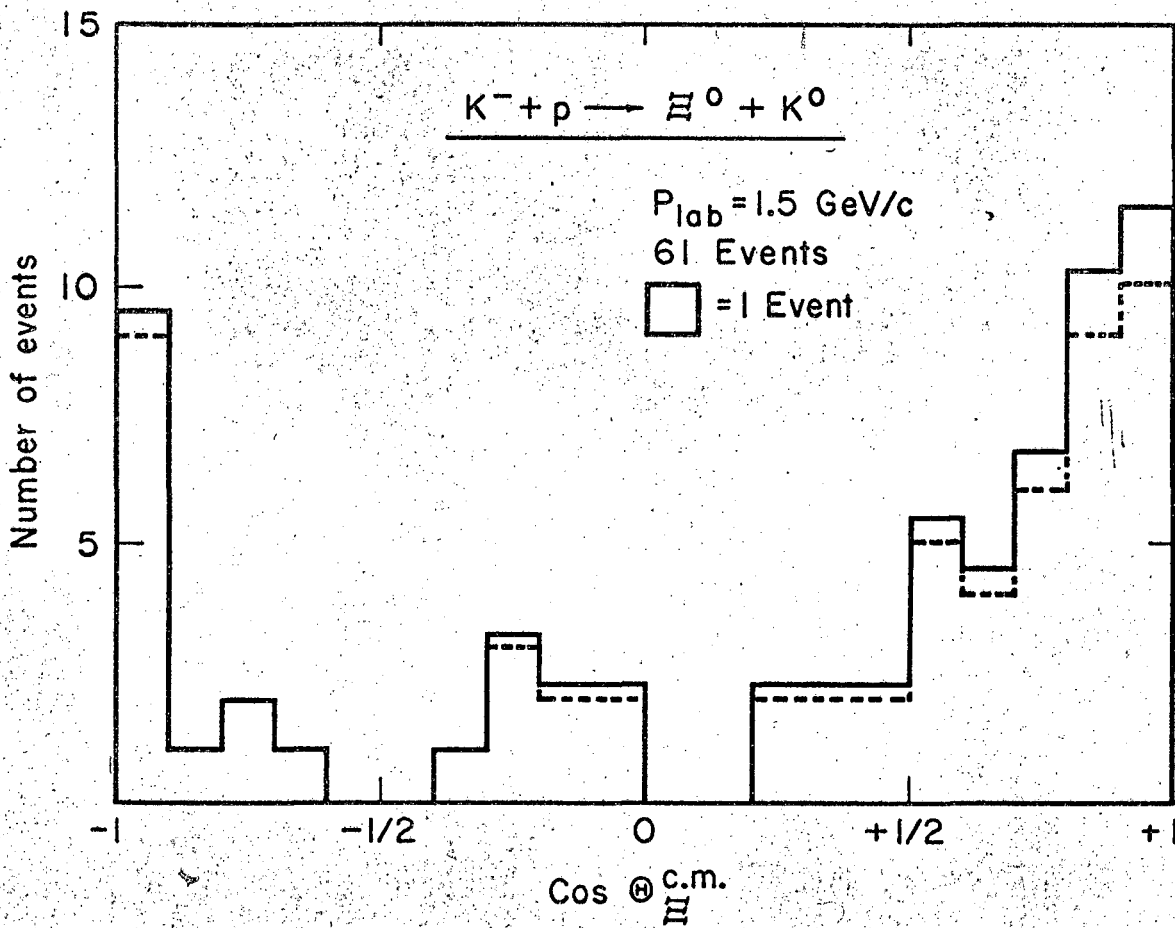 15
K⁻ + p → Ξ⁰ + K⁰
P_lab = 1.5 GeV/c
61 Events
= 1 Event
10
5
Number of events
-1
-1/2
0
+1/2
+1
Cos Θ_Ξ^c.m.